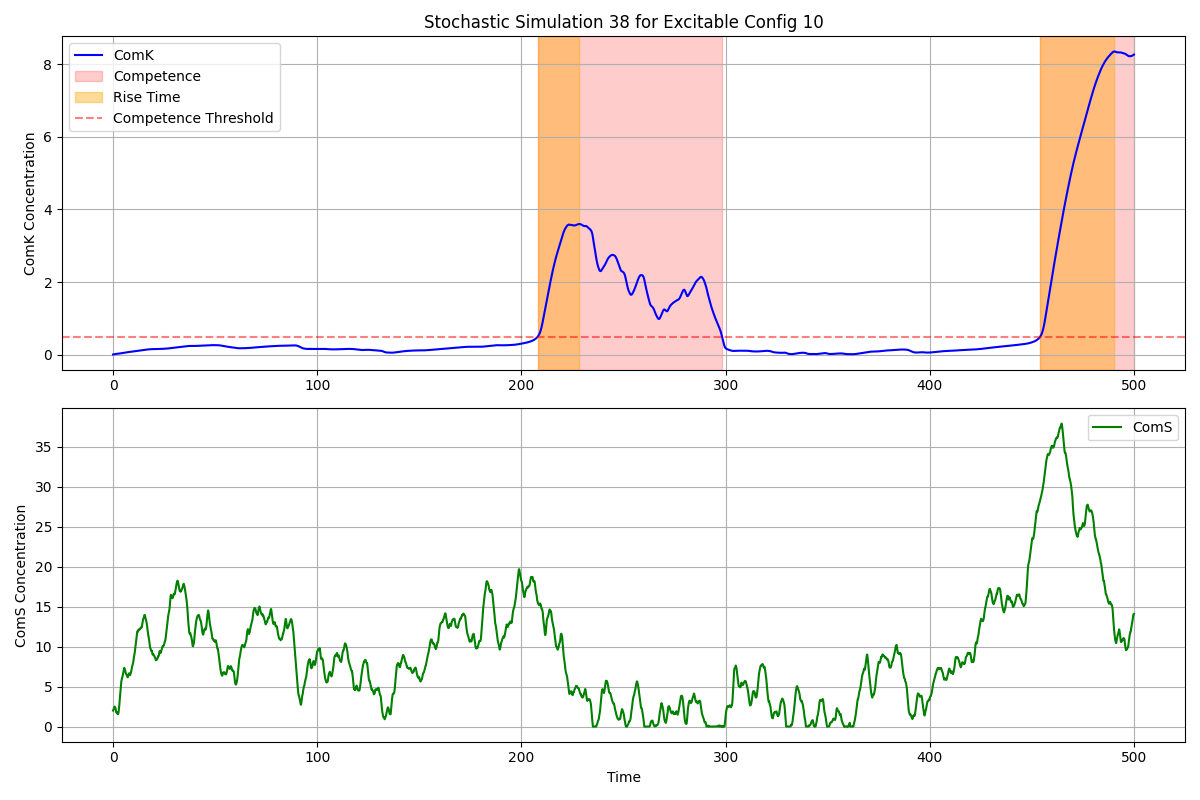 Stochastic Simulation 38 for Excitable Config 10
ComK
Competence
Rise Time
Competence Threshold
ComK Concentration
8
6
4
2
0
0 100 200 300 400 500
ComS
ComS Concentration
35
30
25
20
15
10
5
0
0 100 200 300 400 500
Time